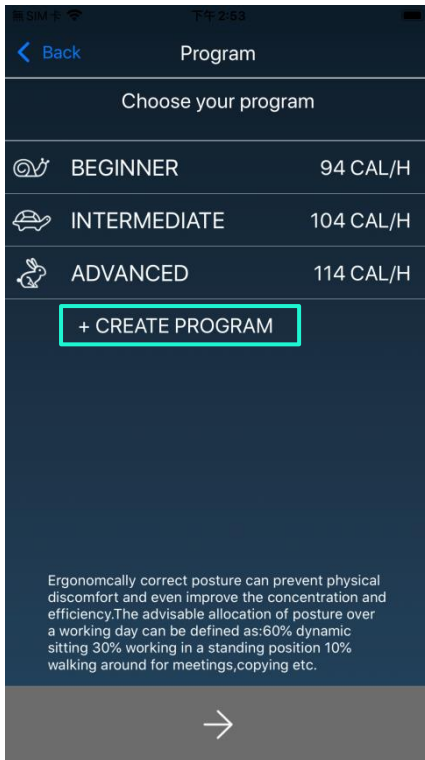 無SIM卡
下午2:53
Back
Program
Choose your program
BEGINNER 94 CAL/H
INTERMEDIATE 104 CAL/H
ADVANCED 114 CAL/H
+ CREATE PROGRAM
Ergonomcally correct posture can prevent physical
discomfort and even improve the concentration and
efficiency.The advisable allocation of posture over
a working day can be defined as:60% dynamic
sitting 30% working in a standing position 10%
walking around for meetings,copying etc.